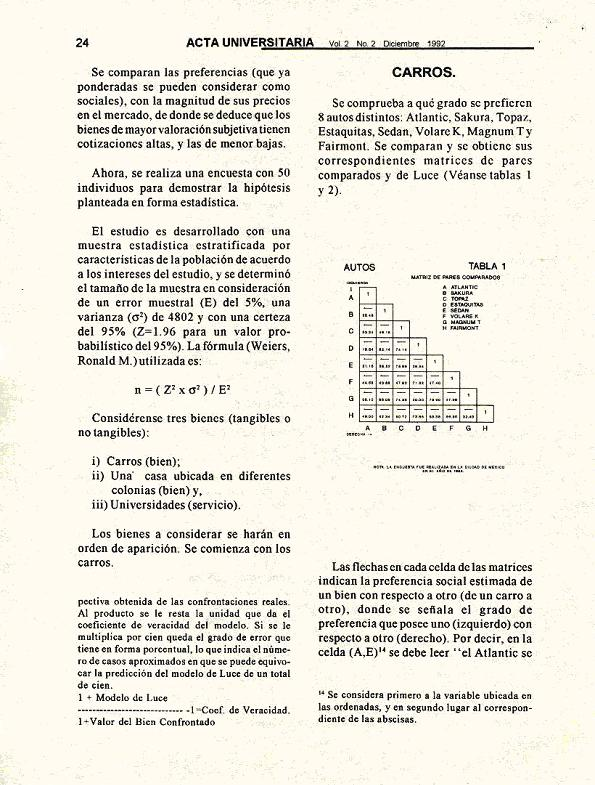 24 ACTA UNIVERSITARIA Vol. 2 No. 2 Diciembre 1992
Se comparan las preferencias (que ya
ponderadas se pueden considerar como
sociales), con la magnitud de sus precios
en el mercado, de donde se deduce que los
bienes de mayor valoración subjetiva tienen
cotizaciones altas, y las de menor bajas.
Ahora, se realiza una encuesta con 50
individuos para demostrar la hipótesis
planteada en forma estadística.
El estudio es desarrollado con una
muestra estadística estratificada por
características de la población de acuerdo
a los intereses del estudio, y se determinó
el tamaño de la muestra en consideración
de un error muestral (E) del 5%, una
varianza (σ²) de 4802 y con una certeza
del 95% (Z=1.96 para un valor pro-
babilístico del 95%). La fórmula (Weiers,
Ronald M.) utilizada es:
n = ( Z² x σ² ) / E²
Considérense tres bienes (tangibles o
no tangibles):
i) Carros (bien);
ii) Una casa ubicada en diferentes
colonias (bien) y,
iii) Universidades (servicio).
Los bienes a considerar se harán en
orden de aparición. Se comienza con los
carros.
pectiva obtenida de las confrontaciones reales.
Al producto se le resta la unidad que da el
coeficiente de veracidad del modelo. Si se le
multiplica por cien queda el grado de error que
tiene en forma porcentual, lo que indica el núme-
ro de casos aproximados en que se puede equivo-
car la predicción del modelo de Luce de un total
de cien.
1 + Modelo de Luce
---------------------------- -1=Coef. de Veracidad.
1+Valor del Bien Confrontado
CARROS.
Se comprueba a qué grado se prefieren
8 autos distintos: Atlantic, Sakura, Topaz,
Estaquitas, Sedan, Volare K, Magnum T y
Fairmont. Se comparan y se obtiene sus
correspondientes matrices de pares
comparados y de Luce (Véanse tablas 1
y 2).
AUTOS TABLA 1
MATRIZ DE PARES COMPARADOS
A ATLANTIC
B SAKURA
C TOPAZ
D ESTAQUITAS
E SEDAN
F VOLARE K
G MAGNUM T
H FAIRMONT
A
B
C
D
E
F
G
H
A B C D E F G H
NOTA. LA ENCUESTA FUE REALIZADA EN LA CIUDAD DE MEXICO
Las flechas en cada celda de las matrices
indican la preferencia social estimada de
un bien con respecto a otro (de un carro a
otro), donde se señala el grado de
preferencia que posee uno (izquierdo) con
respecto a otro (derecho). Por decir, en la
celda (A,E)¹⁴ se debe leer "el Atlantic se
¹⁴ Se considera primero a la variable ubicada en
las ordenadas, y en segundo lugar al correspon-
diente de las abscisas.